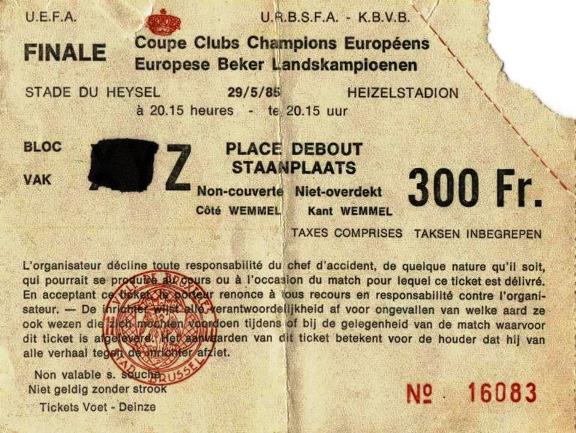 U.E.F.A.
U.R.B.S.F.A. - K.B.V.B.
FINALE
Coupe Clubs Champions Européens
Europese Beker Landskampioenen
STADE DU HEYSEL 29/5/85 HEIZELSTADION
à 20.15 heures - te 20.15 uur
BLOC
VAK
Z
PLACE DEBOUT
STAANPLAATS
Non-couverte Niet-overdekt
Côté WEMMEL Kant WEMMEL
300 Fr.
TAXES COMPRISES TAKSEN INBEGREPEN
L'organisateur décline toute responsabilité du chef d'accident, de quelque nature qu'il soit,
qui pourrait se produire au cours ou à l'occasion du match pour lequel ce ticket est délivré.
En acceptant ce ticket, le porteur renonce à tous recours en responsabilité contre l'organi-
sateur. — De inrichter wijst alle verantwoordelijkheid af voor ongevallen van welke aard ze
ook wezen die zich mochten voordoen tijdens of bij de gelegenheid van de match waarvoor
dit ticket is afgeleverd. Het aanvaarden van dit ticket betekent voor de houder dat hij van
alle verhaal tegen de inrichter afziet.
Non valable s. souche
Niet geldig zonder strook
Tickets Voet - Deinze
No 16083